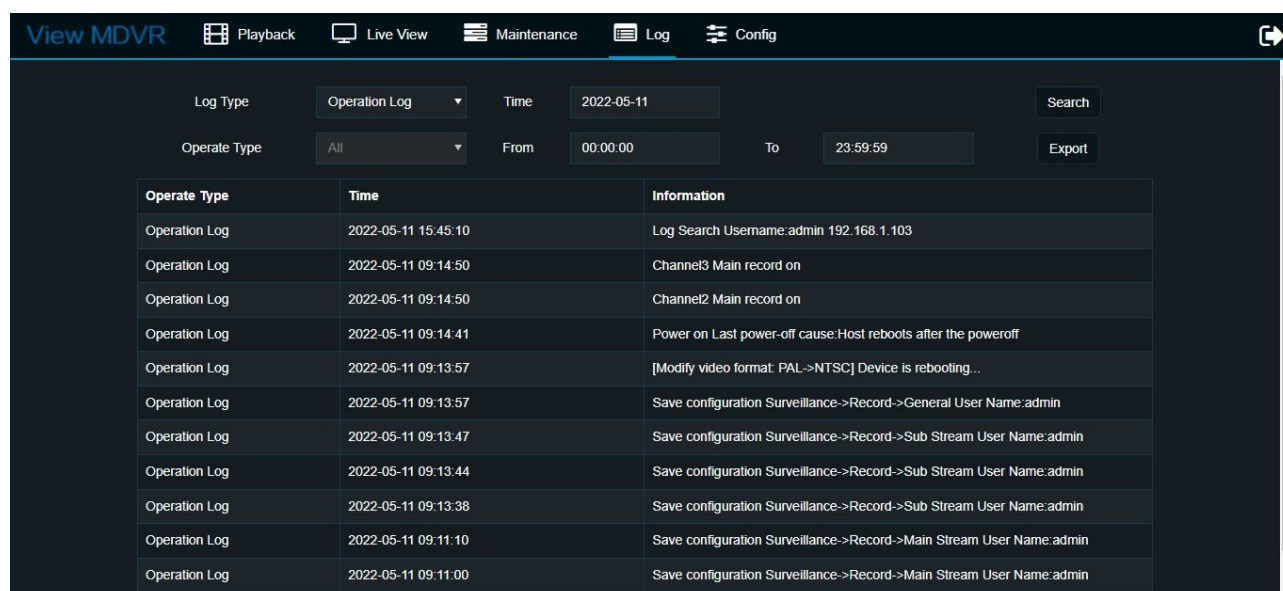 View MDVR Playback Live View Maintenance Log Config
Log Type Operation Log Time 2022-05-11 Search
Operate Type All From 00:00:00 To 23:59:59 Export
Operate Type Time Information
Operation Log 2022-05-11 15:45:10 Log Search Username:admin 192.168.1.103
Operation Log 2022-05-11 09:14:50 Channel3 Main record on
Operation Log 2022-05-11 09:14:50 Channel2 Main record on
Operation Log 2022-05-11 09:14:41 Power on Last power-off cause:Host reboots after the poweroff
Operation Log 2022-05-11 09:13:57 [Modify video format: PAL->NTSC] Device is rebooting...
Operation Log 2022-05-11 09:13:57 Save configuration Surveillance->Record->General User Name:admin
Operation Log 2022-05-11 09:13:47 Save configuration Surveillance->Record->Sub Stream User Name:admin
Operation Log 2022-05-11 09:13:44 Save configuration Surveillance->Record->Sub Stream User Name:admin
Operation Log 2022-05-11 09:13:38 Save configuration Surveillance->Record->Sub Stream User Name:admin
Operation Log 2022-05-11 09:11:10 Save configuration Surveillance->Record->Main Stream User Name:admin
Operation Log 2022-05-11 09:11:00 Save configuration Surveillance->Record->Main Stream User Name:admin